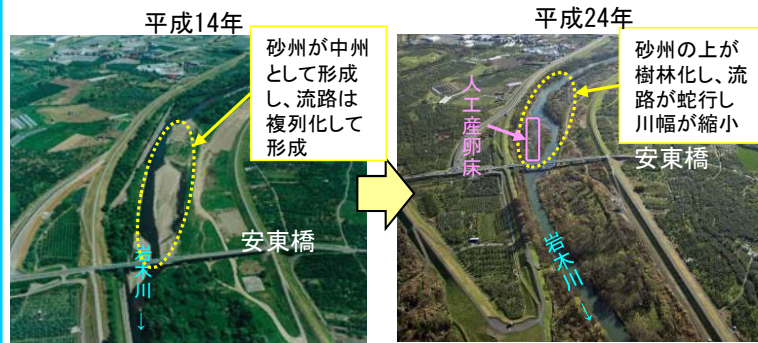 平成14年
砂州が中州
として形成
し、流路は
複列化して
形成
安東橋
岩木川→
平成24年
砂州の上が
樹林化し、流
路が蛇行し
川幅が縮小
人工産卵床
安東橋
岩木川→